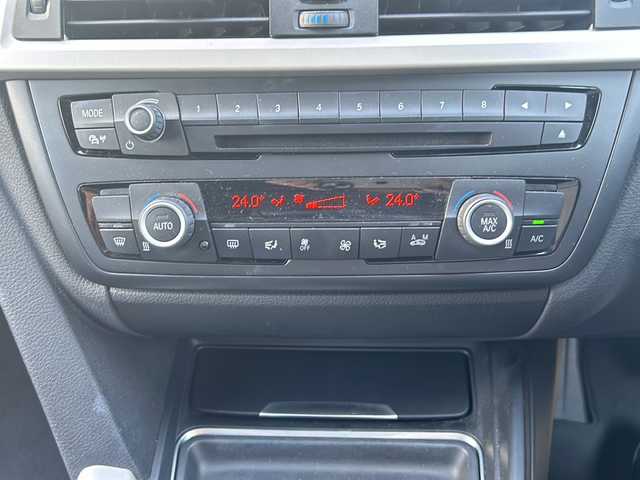 MODE 1 2 3 4 5 6 7 8
24.0° 24.0°
AUTO OFF A M MAX A/C A/C